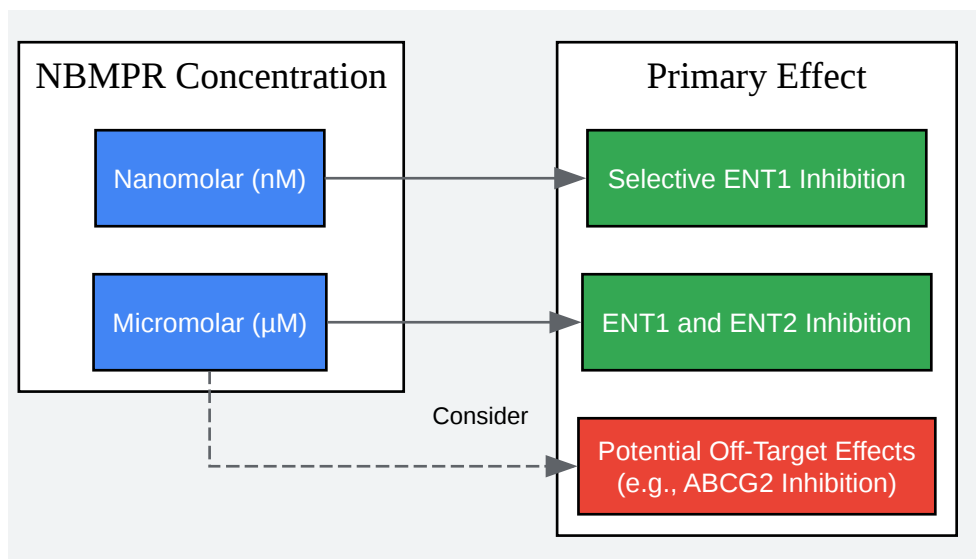 NBMPR Concentration
Primary Effect
Nanomolar (nM)
Selective ENT1 Inhibition
Micromolar (µM)
ENT1 and ENT2 Inhibition
Consider
Potential Off-Target Effects
(e.g., ABCG2 Inhibition)